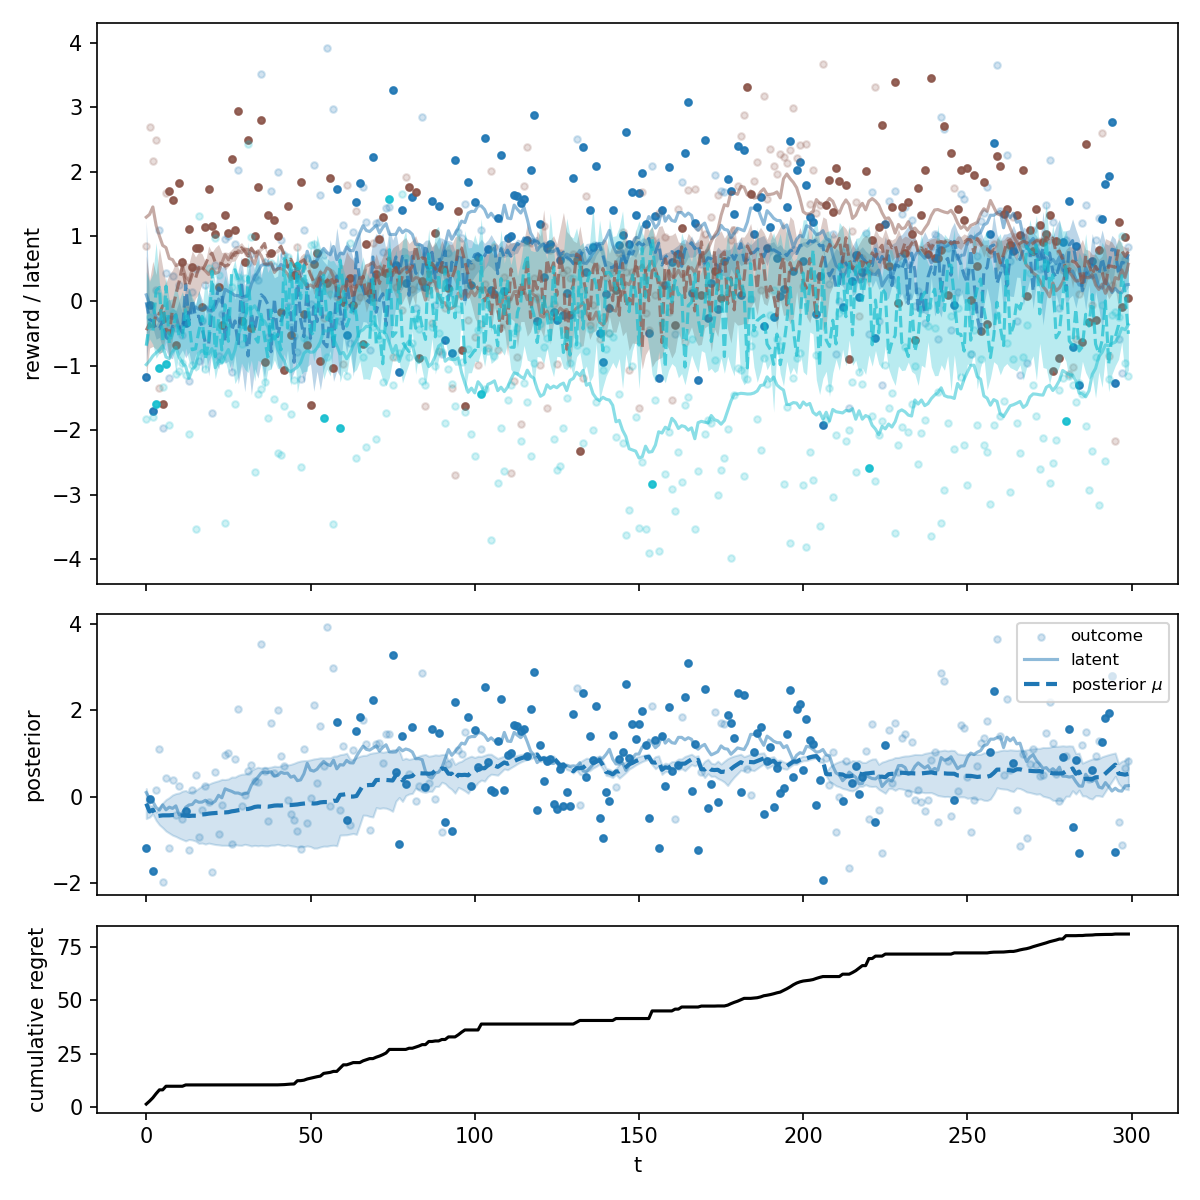 4
3
2
1
0
−1
−2
−3
−4
reward / latent
4
2
0
−2
posterior
outcome
latent
posterior μ
75
50
25
0
cumulative regret
0 50 100 150 200 250 300
t